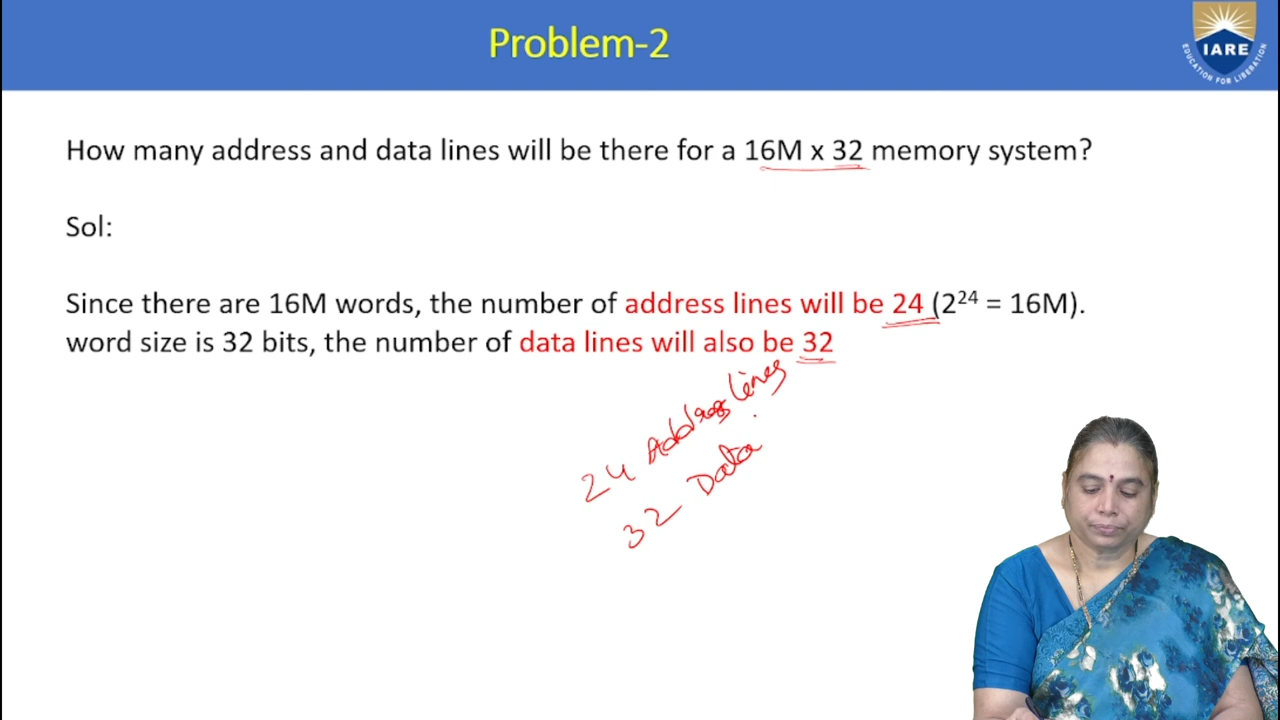 Problem-2
IARE
EDUCATION FOR LIBERATION
How many address and data lines will be there for a 16M x 32 memory system?
Sol:
Since there are 16M words, the number of address lines will be 24 (2²⁴ = 16M).
word size is 32 bits, the number of data lines will also be 32
24 Address lines
32 Data